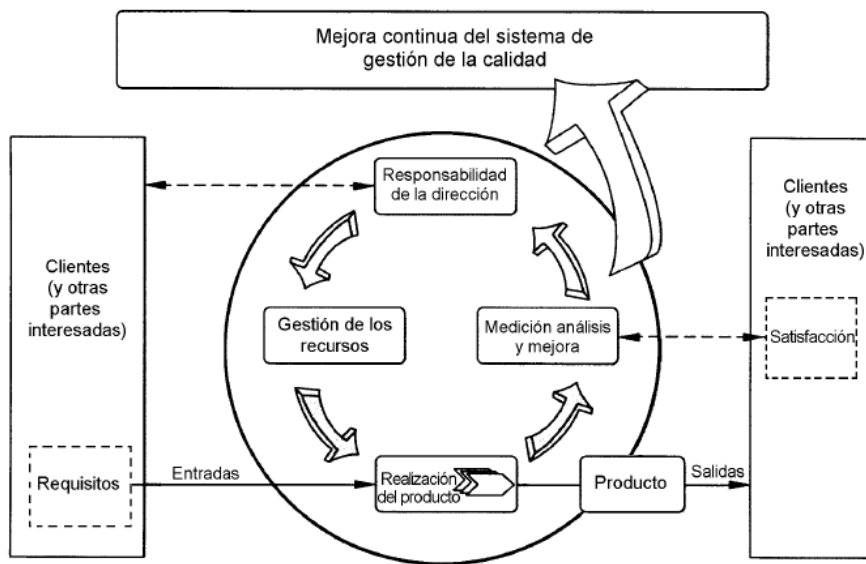 Mejora continua del sistema de
gestión de la calidad
Responsabilidad
de la dirección
Clientes
(y otras
partes
interesadas)
Clientes
(y otras
partes
interesadas)
Gestión de los
recursos
Medición análisis
y mejora
Satisfacción
Requisitos
Entradas
Realización
del producto
Producto
Salidas